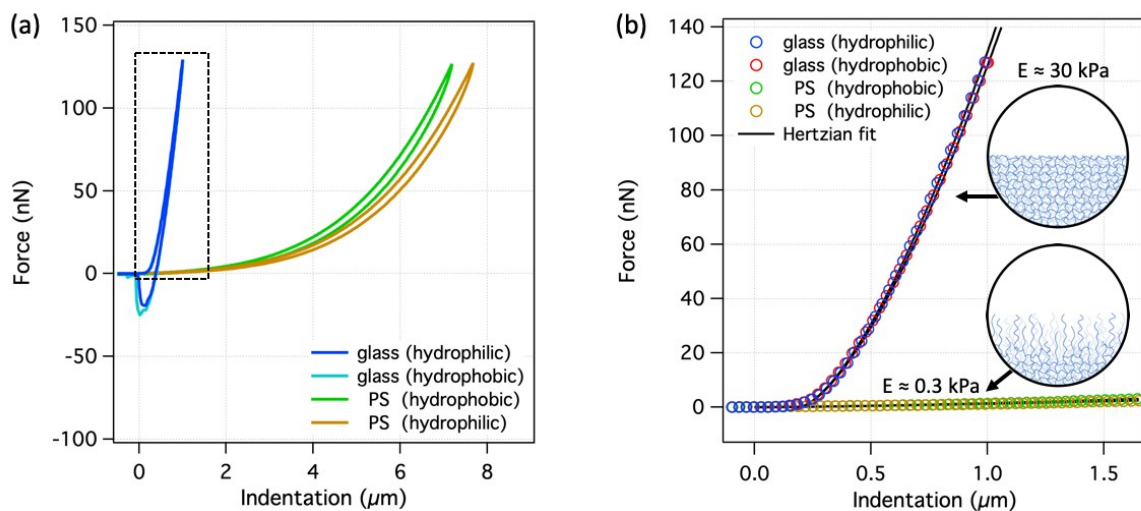 (a)
150
100
50
0
-50
-100
Force (nN)
0
2
4
6
8
Indentation (μm)
glass (hydrophilic)
glass (hydrophobic)
PS (hydrophobic)
PS (hydrophilic)
(b)
140
120
100
80
60
40
20
0
Force (nN)
0.0
0.5
1.0
1.5
Indentation (μm)
glass (hydrophilic)
glass (hydrophobic)
PS (hydrophobic)
PS (hydrophilic)
Hertzian fit
E ≈ 30 kPa
E ≈ 0.3 kPa